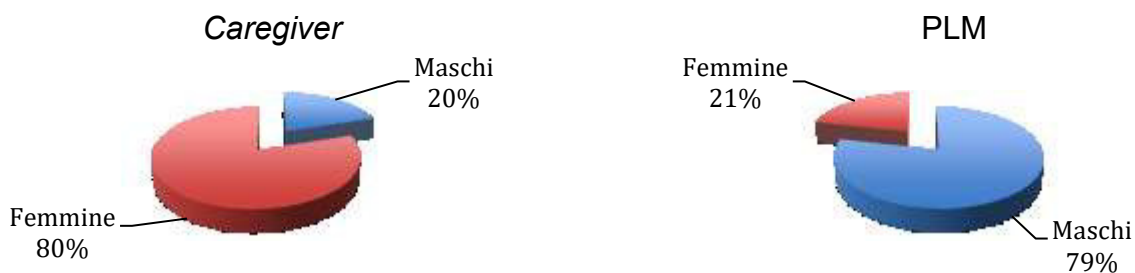 Caregiver
Maschi
20%
Femmine
80%
PLM
Femmine
21%
Maschi
79%